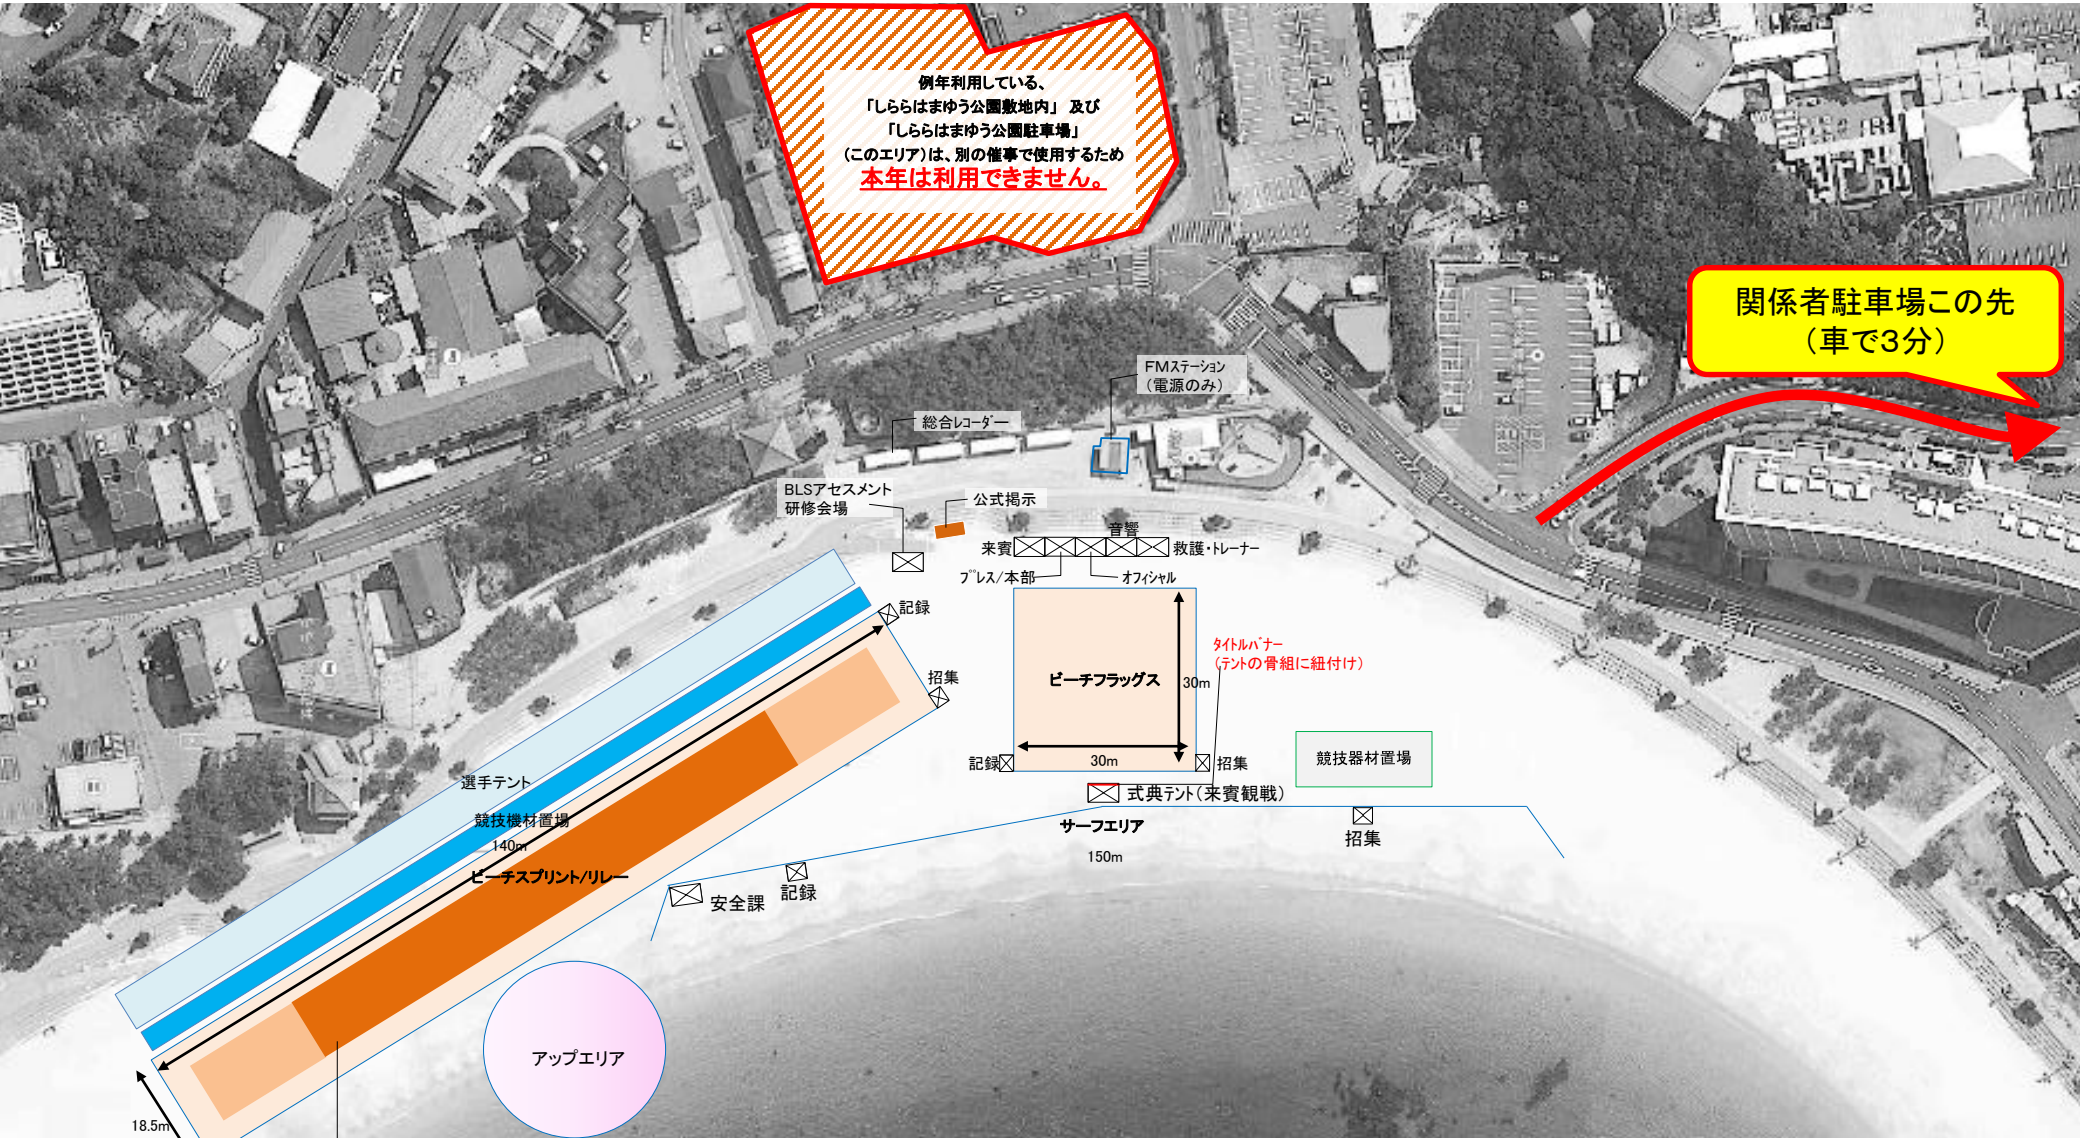 例年利用している、
「しららはまゆう公園敷地内」 及び
「しららはまゆう公園駐車場」
（このエリア）は、別の催事で使用するため
本年は利用できません。
関係者駐車場この先
（車で３分）
ＦＭｽﾃｰｼｮﾝ
（電源のみ）
総合ﾚｺｰﾀﾞｰ
BLSアセスメント
研修会場
公式掲示
音響
来賓
救護・ﾄﾚｰﾅｰ
ﾌﾟﾚｽ/本部
ｵﾌｨｼｬﾙ
記録
招集
ビーチフラッグス
30m
30m
ﾀｲﾄﾙﾊﾞﾅｰ
（ﾃﾝﾄの骨組に紐付け）
記録
招集
競技器材置場
式典ﾃﾝﾄ（来賓観戦）
サーフエリア
150m
招集
選手テント
競技機材置場
140m
ビーチスプリント/リレー
安全課
記録
アップエリア
18.5m